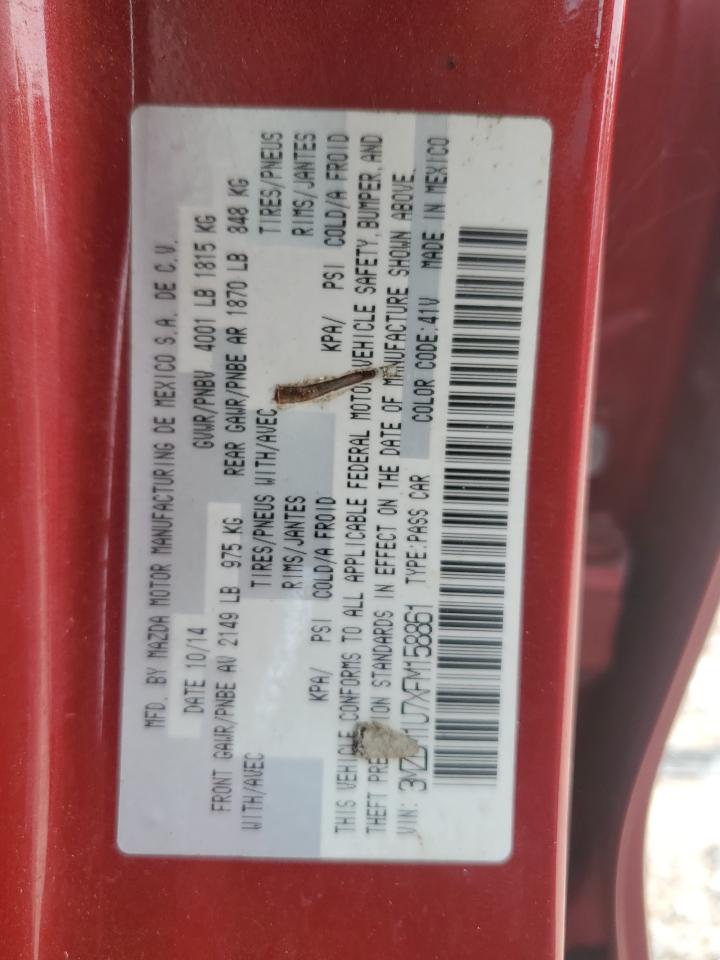 MFD. BY MAZDA MOTOR MANUFACTURING DE MEXICO S.A. DE C.V.
DATE 10/14 GVWR/PNBV 4001 LB 1815 KG
FRONT GAWR/PNBE AV 2149 LB 975 KG REAR GAWR/PNBE AR 1870 LB 848 KG
WITH/AVEC TIRES/PNEUS WITH/AVEC TIRES/PNEUS
RIMS/JANTES RIMS/JANTES
KPA/ PSI COLD/A FROID KPA/ PSI COLD/A FROID
THIS VEHICLE CONFORMS TO ALL APPLICABLE FEDERAL MOTOR VEHICLE SAFETY, BUMPER, AND
THEFT STANDARDS IN EFFECT ON THE DATE OF MANUFACTURE SHOWN ABOVE.
VIN: 3MZBM1U7XFM158861 TYPE:PASS CAR COLOR CODE:41V MADE IN MEXICO